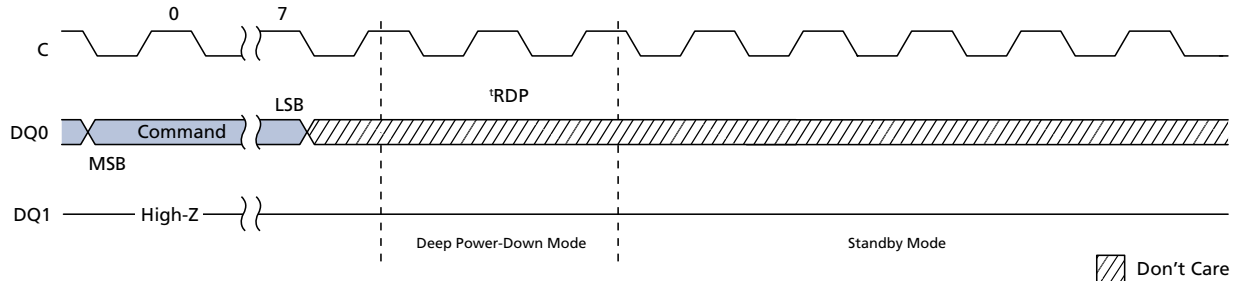 0 7
C
tRDP
LSB
DQ0 Command
MSB
DQ1 High-Z
Deep Power-Down Mode Standby Mode
Don't Care